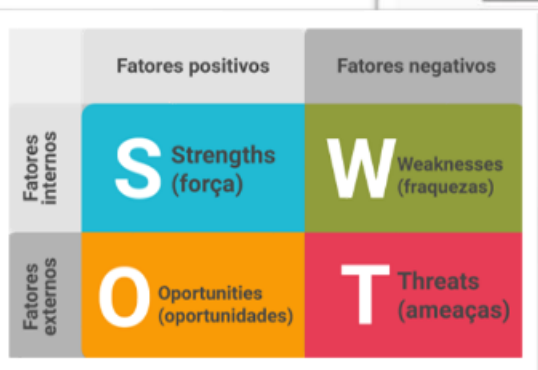 Fatores positivos
Fatores negativos
Fatores
internos
S
Strengths
(força)
W
Weaknesses
(fraquezas)
Fatores
externos
O
Oportunities
(oportunidades)
T
Threats
(ameaças)